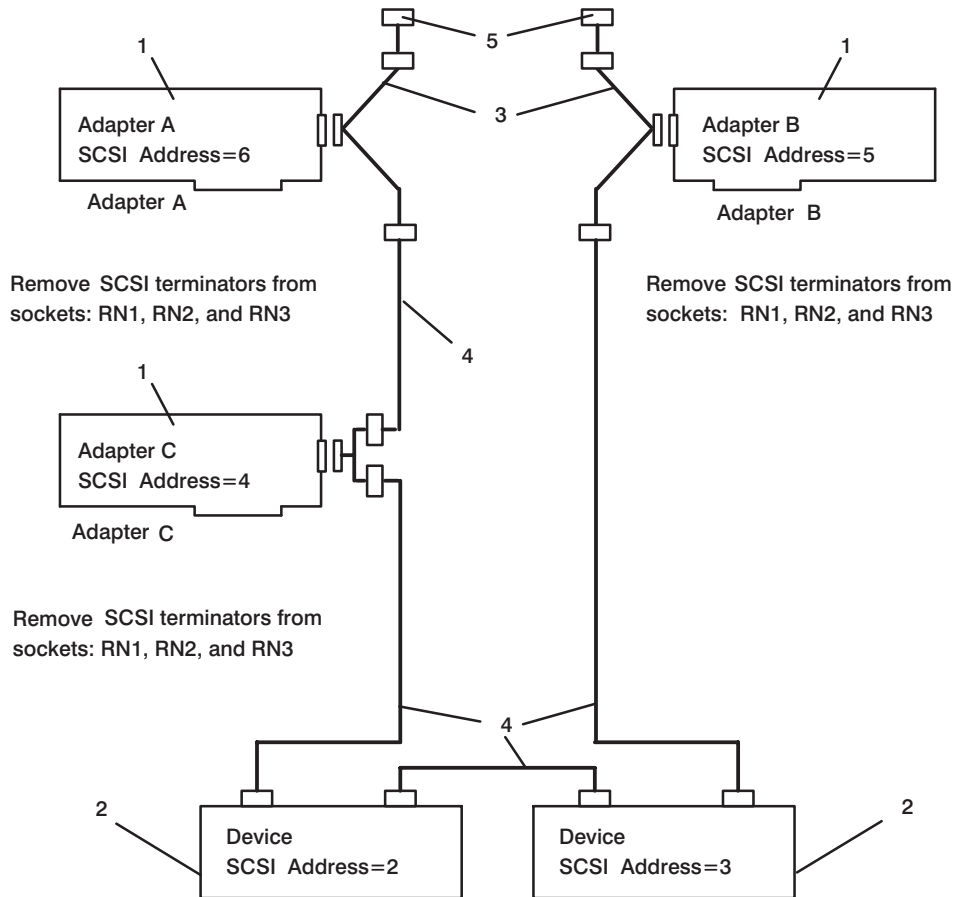 5
1
1
3
Adapter A
SCSI Address=6
Adapter A
Adapter B
SCSI Address=5
Adapter B
Remove SCSI terminators from
sockets: RN1, RN2, and RN3
Remove SCSI terminators from
sockets: RN1, RN2, and RN3
4
1
Adapter C
SCSI Address=4
Adapter C
Remove SCSI terminators from
sockets: RN1, RN2, and RN3
4
2
2
Device
SCSI Address=2
Device
SCSI Address=3